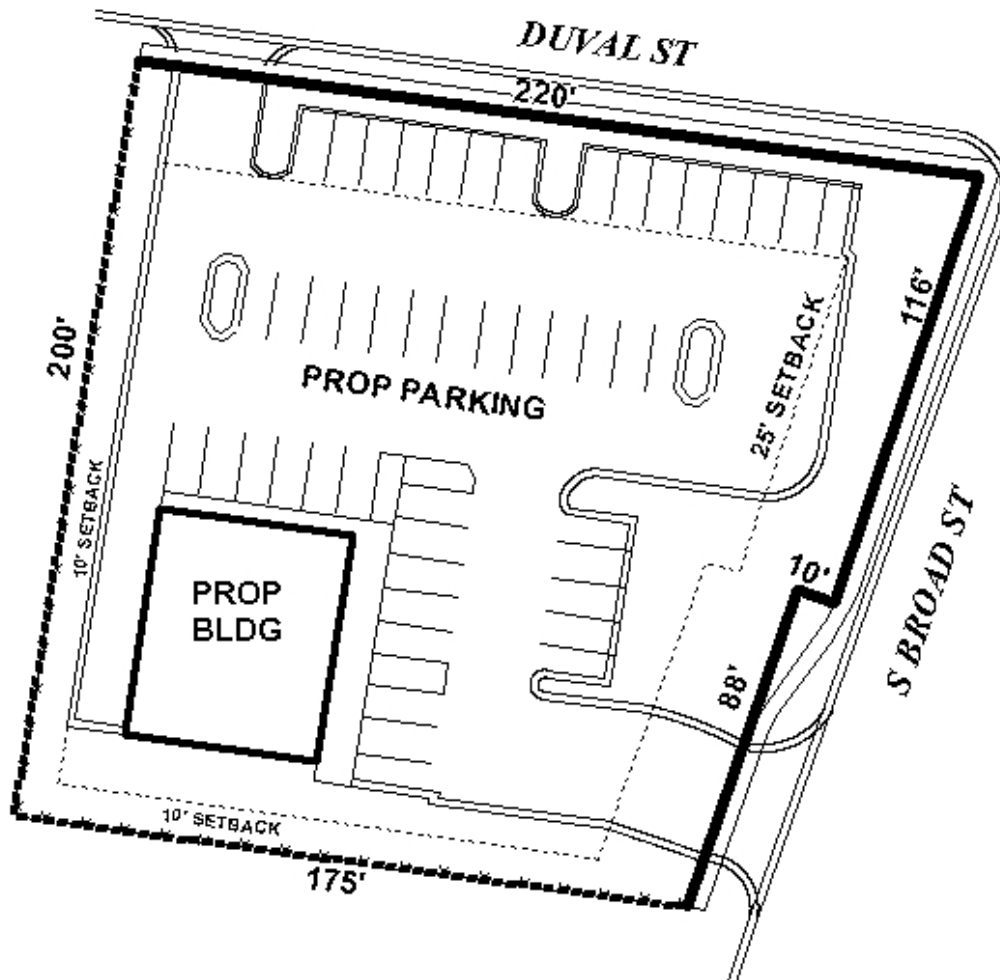 DUVAL ST
220'
116'
200'
25' SETBACK
PROP PARKING
10' SETBACK
PROP
BLDG
10'
S BROAD ST
88'
10' SETBACK
175'